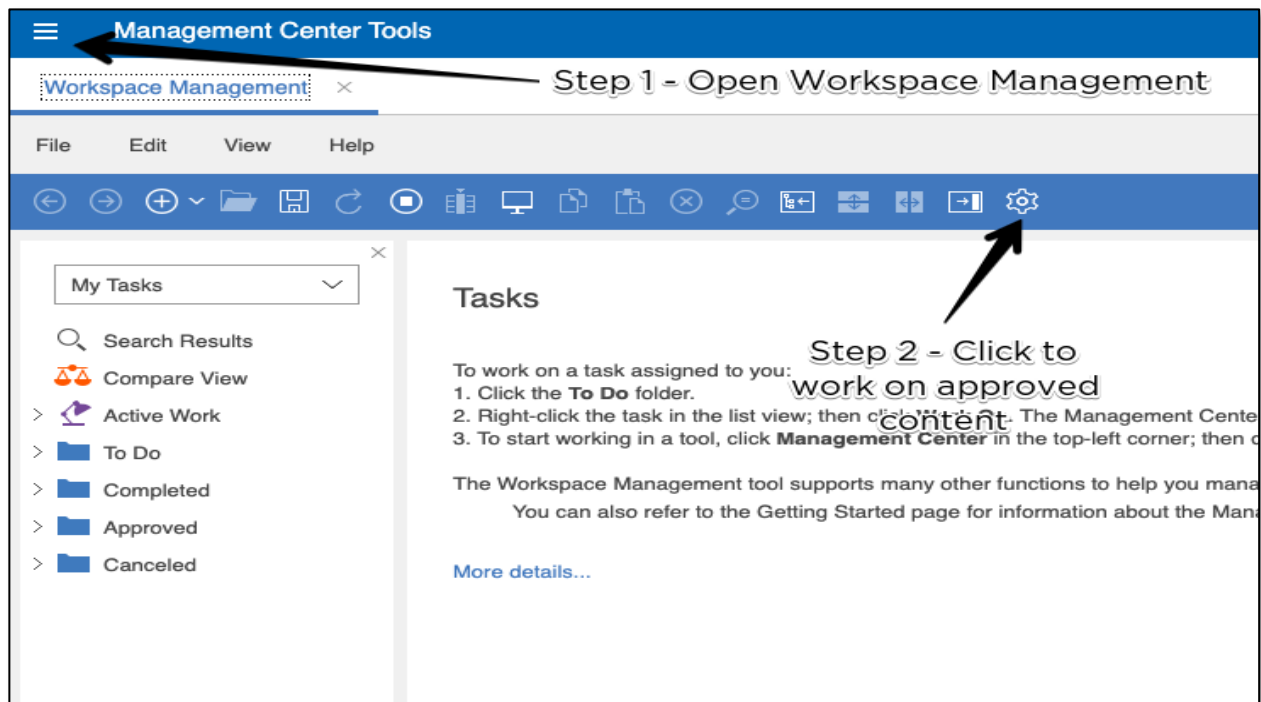 Management Center Tools
Step 1 - Open Workspace Management
Workspace Management
File Edit View Help
My Tasks
Search Results
Compare View
Active Work
To Do
Completed
Approved
Canceled
Tasks
Step 2 - Click to
work on approved
content
To work on a task assigned to you:
1. Click the To Do folder.
2. Right-click the task in the list view; then The Management Cente
3. To start working in a tool, click Management Center in the top-left corner; then
The Workspace Management tool supports many other functions to help you mana
You can also refer to the Getting Started page for information about the Mana
More details...